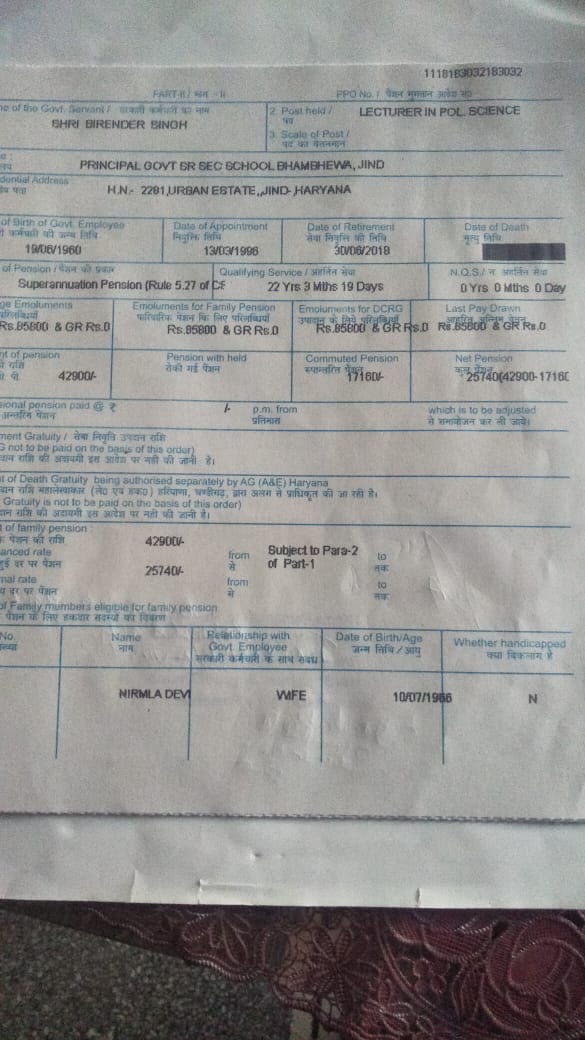 1118183032183032
PART-II / भाग -II PPO No. / पेंशन भुगतान आदेश सं०
ne of the Govt. Servant / सरकारी कर्मचारी का नाम
SHRI BIRENDER SINGH
2. Post held /
पद
LECTURER IN POL. SCIENCE
3. Scale of Post /
पद का वेतनमान
PRINCIPAL GOVT SR SEC SCHOOL BHAMBHEWA, JIND
dential Address
H.N.- 2291,URBAN ESTATE,,JIND-,HARYANA
of Birth of Govt. Employee
कर्मचारी की जन्म तिथि
19/06/1960
Date of Appointment
नियुक्ति तिथि
13/03/1996
Date of Retirement
सेवा निवृत्ति की तिथि
30/06/2018
Date of Death
मृत्यु तिथि
of Pension / पेंशन का प्रकार
Superannuation Pension (Rule 5.27 of CS
Qualifying Service / अर्हतित सेवा
22 Yrs 3 Mths 19 Days
N.Q.S./
0 Yrs 0 Mths 0 Day
ge Emoluments
Rs.85800 & GR Rs.0
Emoluments for Family Pension
पारिवारिक पेंशन के लिए परिलब्धियाँ
Rs.85800 & GR Rs.0
Emoluments for DCRG
उपादान के लिये परिलब्धियाँ
Rs.85800 & GR Rs.0
Last Pay Drawn
Rs.85800 & GR Rs.0
nt of pension
42900/-
Pension with held
रोकी गई पेंशन
Commuted Pension
रूपान्तरित पेंशन
17160/-
Net Pension
कुल पेंशन
25740(42900-17160
ional pension paid @ ₹
अन्तरिम पेंशन
/- p.m. from
प्रतिमास
which is to be adjusted
से समायोजन कर ली जाये।
ment Gratuity / सेवा निवृत्ति उपदान राशि
G not to be paid on the basis of this order)
दान राशि की अदायगी इस आदेश पर नहीं की जानी है।
t of Death Gratuity being authorised separately by AG (A&E) Haryana
दान राशि महालेखाकार (ले० एवं हक०) हरियाणा, चण्डीगढ़, द्वारा अलग से प्राधिकृत की जा रही है।
Gratuity is not to be paid on the basis of this order)
दान राशि की अदायगी इस आदेश पर नहीं की जानी है।
t of family pension :
पेंशन की राशि
42900/-
anced rate
हुई दर पर पेंशन
from
से
Subject to Para-2
of Part-1
to
तक
25740/-
mal rate
य दर पर पेंशन
from
से
to
तक
of Family members eligible for family pension
पेंशन के लिए हकदार सदस्यों का विवरण
No.
Name
नाम
Relationship with
Govt. Employee
सरकारी कर्मचारी के साथ संबंध
Date of Birth/Age
जन्म तिथि / आयु
Whether handicapped
क्या विकलांग है
NIRMLA DEVI WIFE 10/07/1966 N